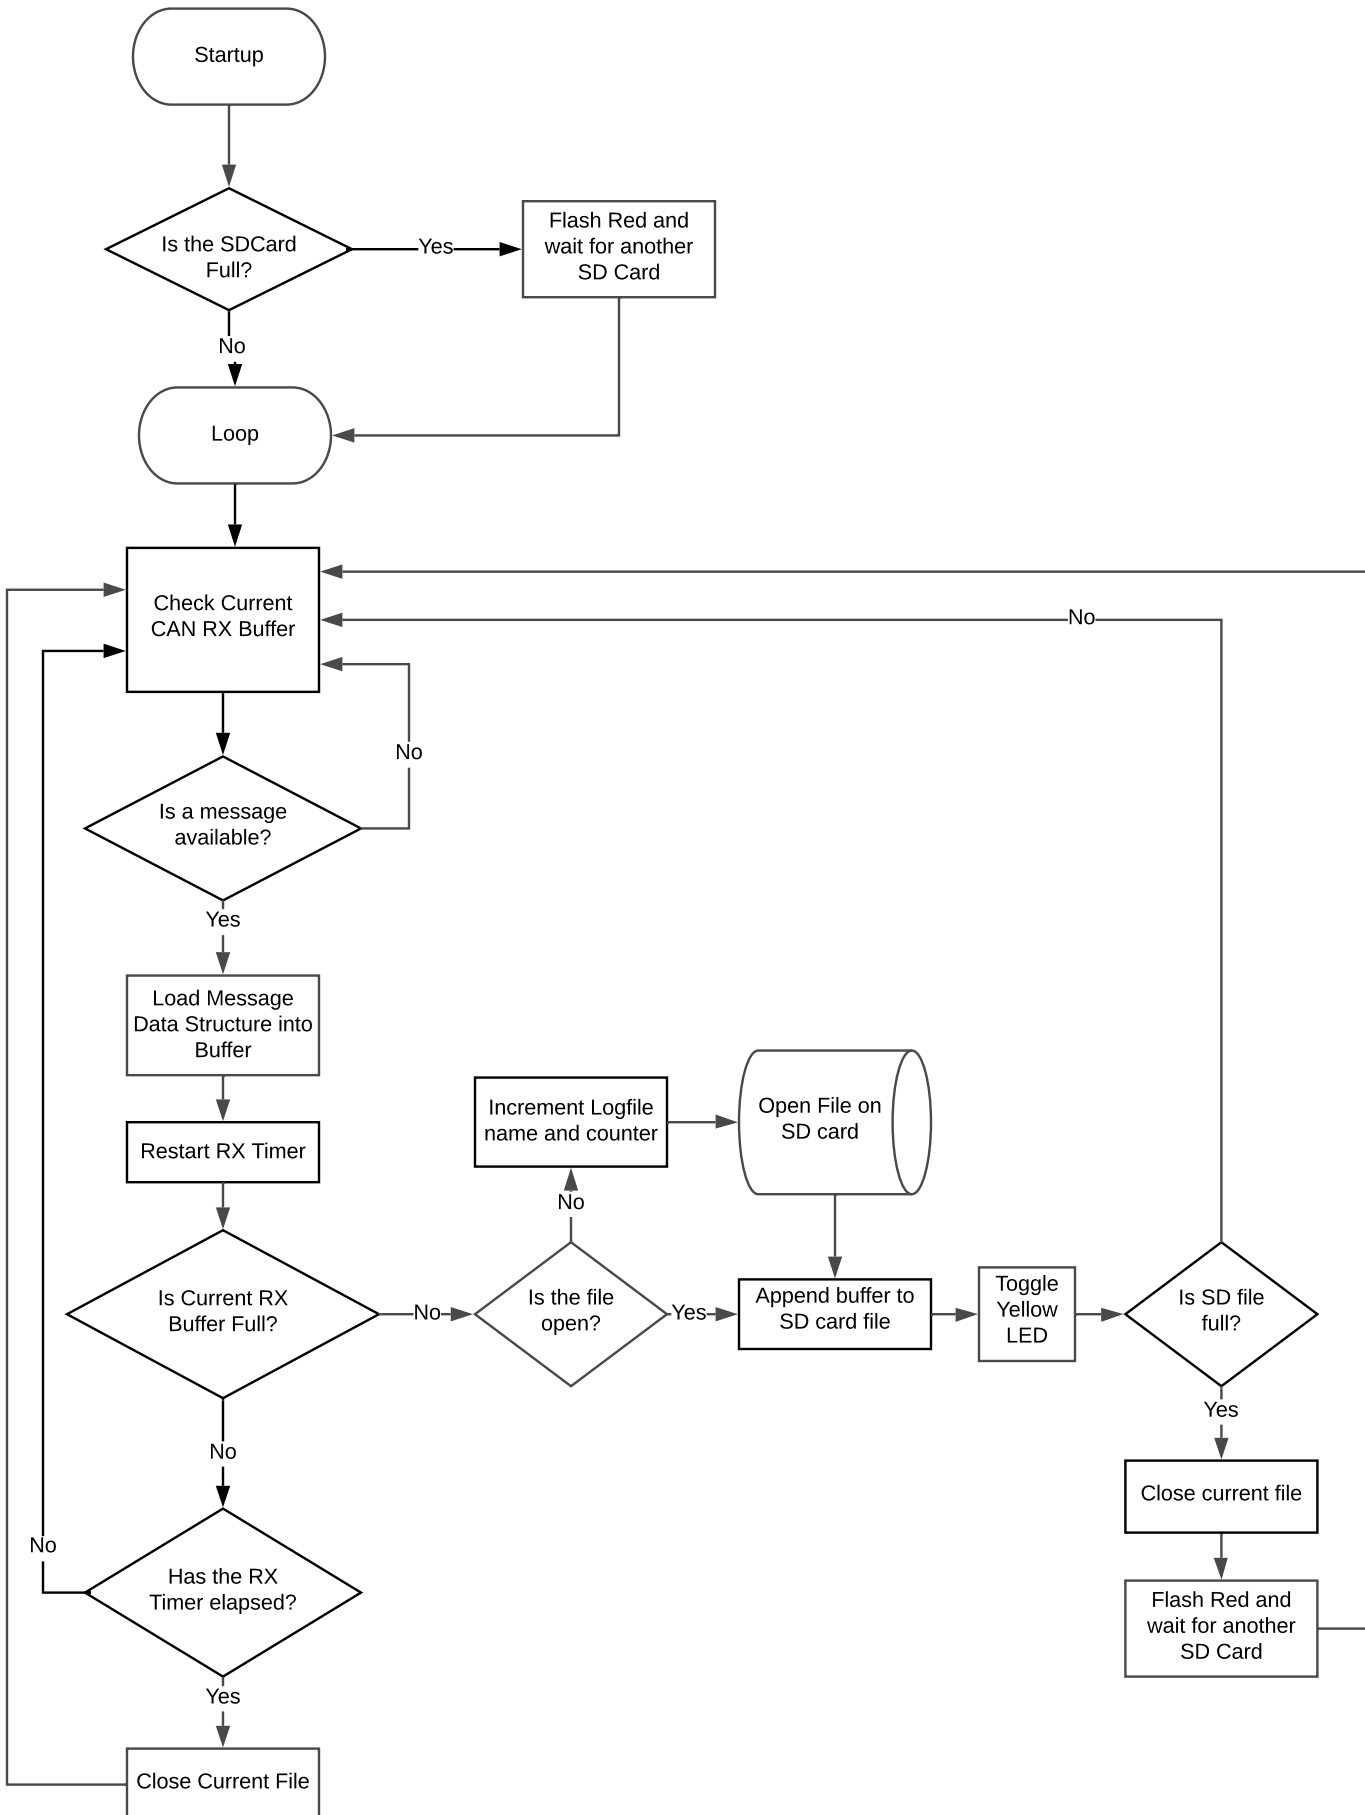 Startup
Is the SDCard
Full?
Yes
Flash Red and
wait for another
SD Card
No
Loop
Check Current
CAN RX Buffer
No
No
Is a message
available?
Yes
Load Message
Data Structure into
Buffer
Restart RX Timer
Increment Logfile
name and counter
Open File on
SD card
No
Is Current RX
Buffer Full?
No
Is the file
open?
Yes
Append buffer to
SD card file
Toggle
Yellow
LED
Is SD file
full?
Yes
No
Close current file
No
Has the RX
Timer elapsed?
Flash Red and
wait for another
SD Card
Yes
Close Current File